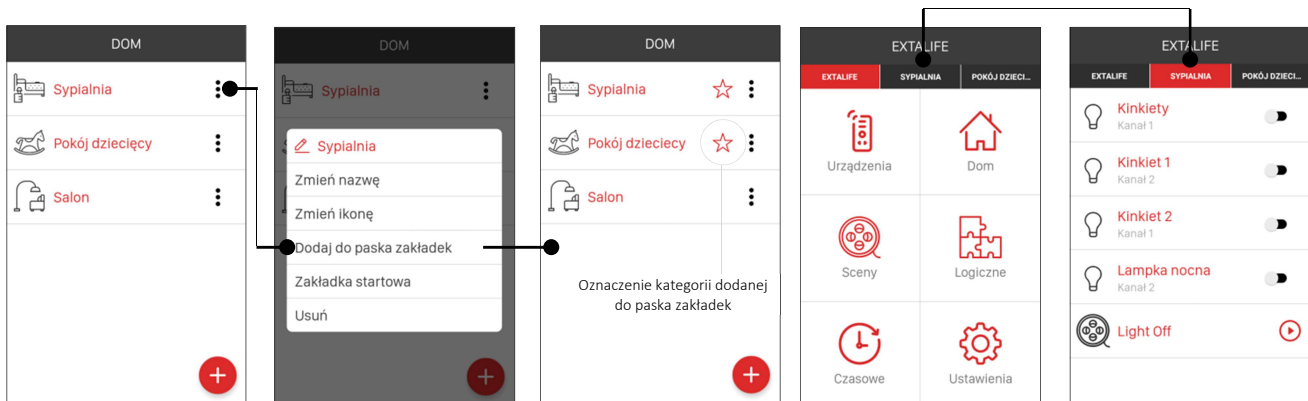 DOM
Sypialnia
Pokój dziecięcy
Salon
DOM
Sypialnia
Sypialnia
Zmień nazwę
Zmień ikonę
Dodaj do paska zakładek
Zakładka startowa
Usuń
DOM
Sypialnia
Pokój dzieciecy
Salon
Oznaczenie kategorii dodanej
do paska zakładek
EXTALIFE
EXTALIFE SYPIALNIA POKÓJ DZIECI...
Urządzenia Dom
Sceny Logiczne
Czasowe Ustawienia
EXTALIFE
EXTALIFE SYPIALNIA POKÓJ DZIECI...
Kinkiety
Kanał 1
Kinkiet 1
Kanał 2
Kinkiet 2
Kanał 1
Lampka nocna
Kanał 2
Light Off